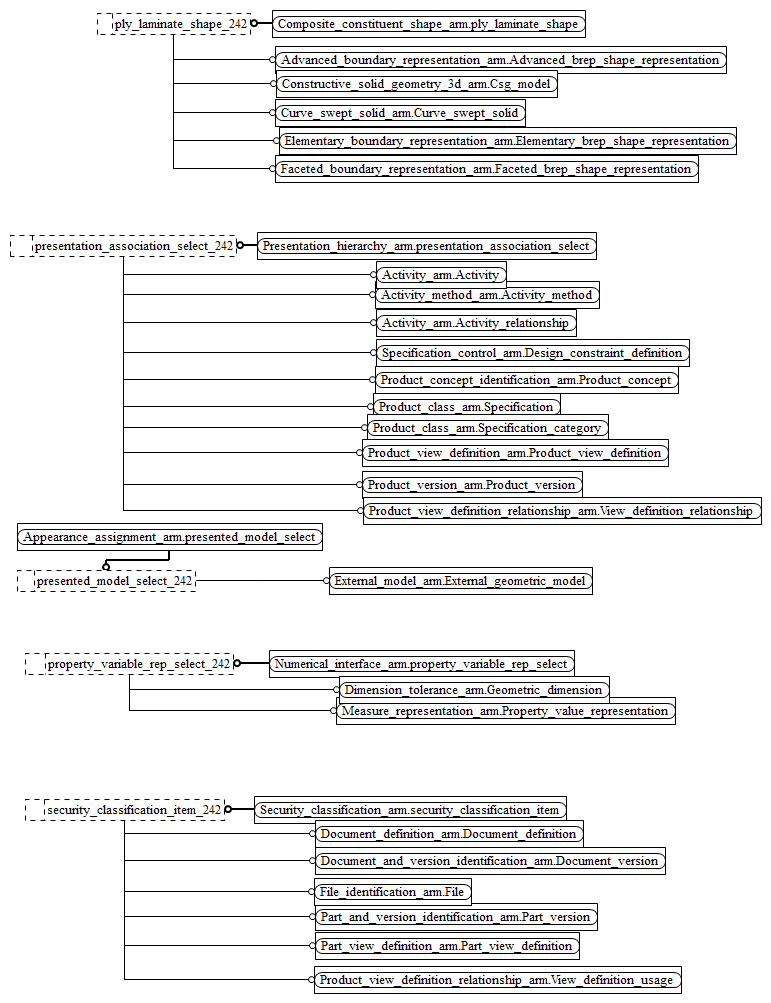 ply_laminate_shape_242
Composite_constituent_shape_arm.ply_laminate_shape
Advanced_boundary_representation_arm.Advanced_brep_shape_representation
Constructive_solid_geometry_3d_arm.Csg_model
Curve_swept_solid_arm.Curve_swept_solid
Elementary_boundary_representation_arm.Elementary_brep_shape_representation
Faceted_boundary_representation_arm.Faceted_brep_shape_representation
presentation_association_select_242
Presentation_hierarchy_arm.presentation_association_select
Activity_arm.Activity
Activity_method_arm.Activity_method
Activity_arm.Activity_relationship
Specification_control_arm.Design_constraint_definition
Product_concept_identification_arm.Product_concept
Product_class_arm.Specification
Product_class_arm.Specification_category
Product_view_definition_arm.Product_view_definition
Product_version_arm.Product_version
Product_view_definition_relationship_arm.View_definition_relationship
Appearance_assignment_arm.presented_model_select
presented_model_select_242
External_model_arm.External_geometric_model
property_variable_rep_select_242
Numerical_interface_arm.property_variable_rep_select
Dimension_tolerance_arm.Geometric_dimension
Measure_representation_arm.Property_value_representation
security_classification_item_242
Security_classification_arm.security_classification_item
Document_definition_arm.Document_definition
Document_and_version_identification_arm.Document_version
File_identification_arm.File
Part_and_version_identification_arm.Part_version
Part_view_definition_arm.Part_view_definition
Product_view_definition_relationship_arm.View_definition_usage